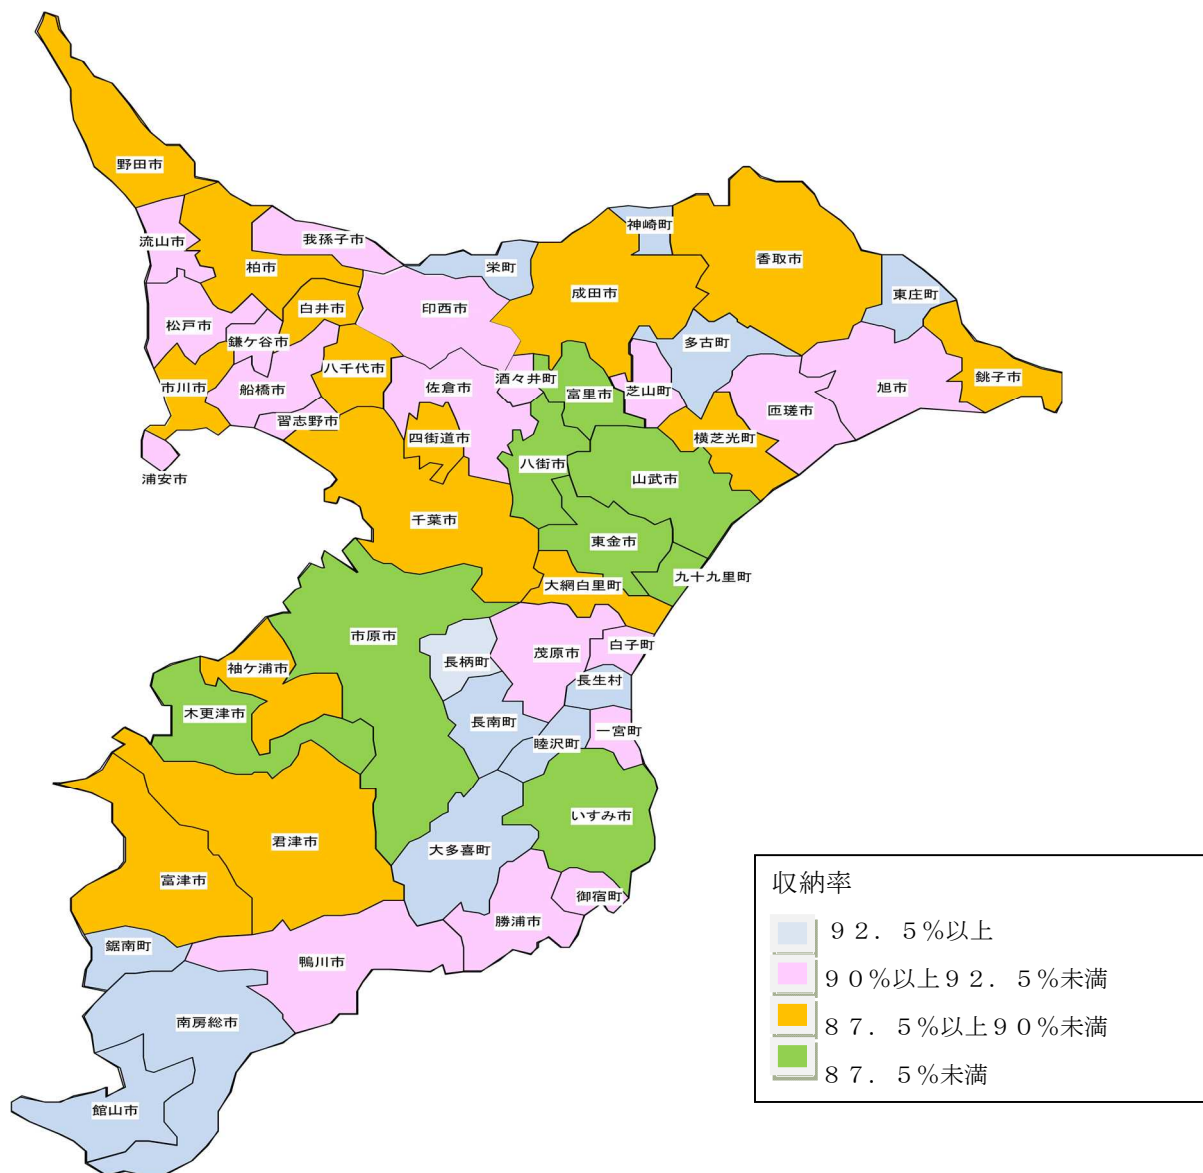 野田市
流山市
我孫子市
柏市
栄町
神崎町
香取市
成田市
東庄町
印西市
白井市
松戸市
鎌ケ谷市
多古町
八千代市
酒々井町
市川市
船橋市
佐倉市
富里市
芝山町
旭市
銚子市
匝瑳市
習志野市
四街道市
横芝光町
八街市
浦安市
山武市
千葉市
東金市
九十九里町
大網白里町
市原市
茂原市
白子町
長柄町
袖ケ浦市
長生村
木更津市
長南町
一宮町
睦沢町
いすみ市
君津市
大多喜町
富津市
御宿町
勝浦市
鋸南町
鴨川市
南房総市
館山市
収納率
９２．５％以上
９０％以上９２．５％未満
８７．５％以上９０％未満
８７．５％未満